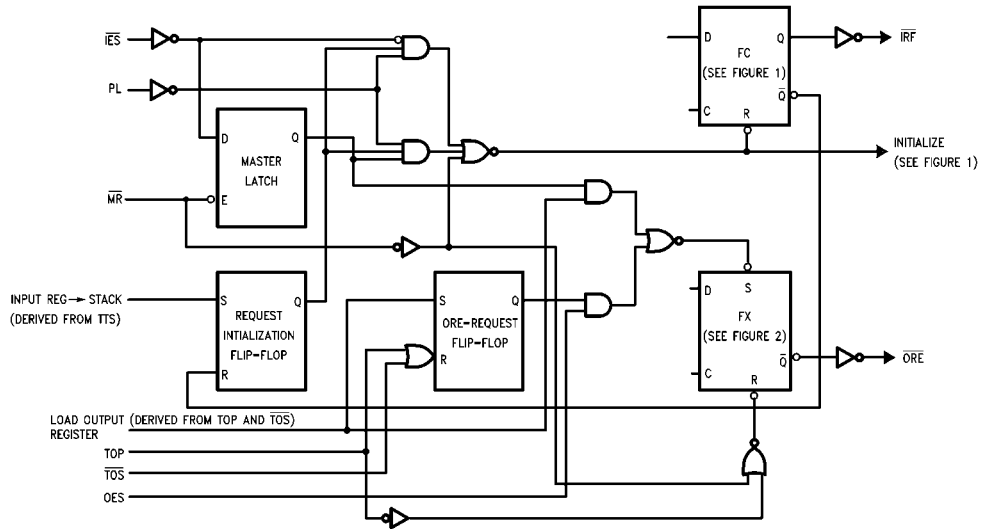 IES
PL
MR
INPUT REG→STACK
(DERIVED FROM TTS)
D
Q
MASTER
LATCH
E
S
Q
REQUEST
INTIALIZATION
FLIP-FLOP
R
S
Q
ORE-REQUEST
FLIP-FLOP
R
D
Q
FC
(SEE FIGURE 1)
Q
C
R
IRF
INITIALIZE
(SEE FIGURE 1)
D
S
FX
(SEE FIGURE 2)
Q
C
R
ORE
LOAD OUTPUT (DERIVED FROM TOP AND TOS)
REGISTER
TOP
TOS
OES